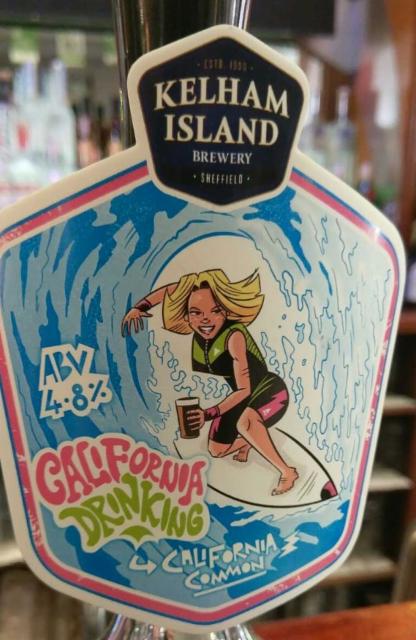 · ESTD. 1990 ·
KELHAM
ISLAND
BREWERY
· SHEFFIELD ·
ABV
4.8%
CALIFORNIA
DRINKING
CALIFORNIA
COMMON